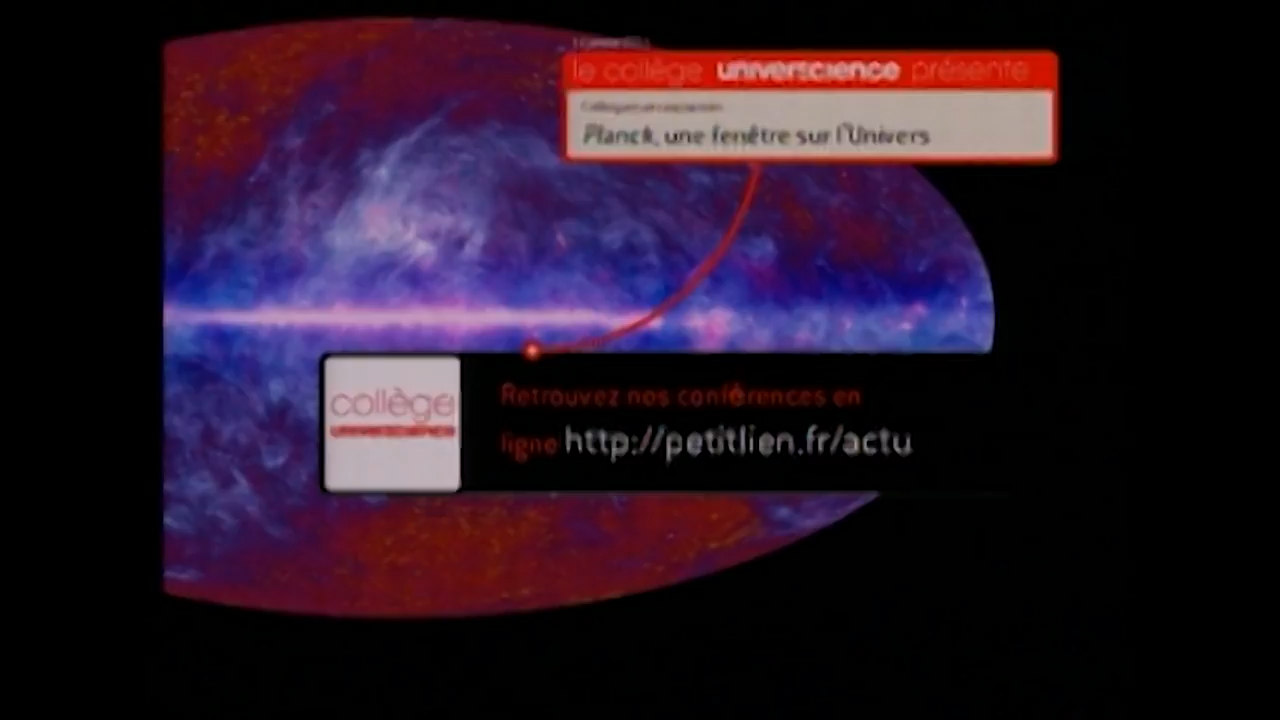 le collège universcience présente
Planck, une fenêtre sur l'Univers
collège
universcience
Retrouvez nos conférences en
ligne http://petitlien.fr/actu